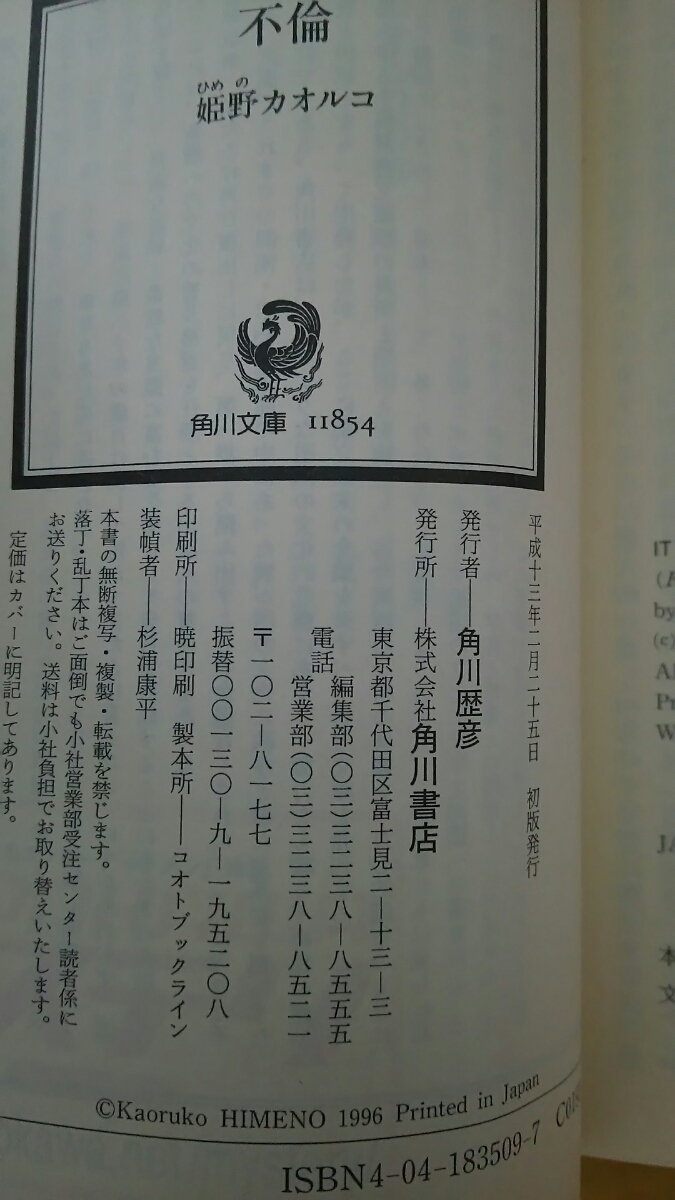 不倫
ひめの
姫野カオルコ
角川文庫 11854
平成十三年二月二十五日 初版発行
発行者――角川歴彦
発行所――株式会社角川書店
東京都千代田区富士見二―十三―三
電話 編集部(〇三)三二三八―八五五五
営業部(〇三)三二三八―八五二一
〒一〇二―八一七七
振替〇〇一三〇―九―一九五二〇八
印刷所――暁印刷 製本所――コオトブックライン
装幀者――杉浦康平
本書の無断複写・複製・転載を禁じます。
落丁・乱丁本はご面倒でも小社営業部受注センター読者係に
お送りください。送料は小社負担でお取り替えいたします。
定価はカバーに明記してあります。
©Kaoruko HIMENO 1996 Printed in Japan
ISBN4-04-183509-7
IT
by
(c)
W
本
文